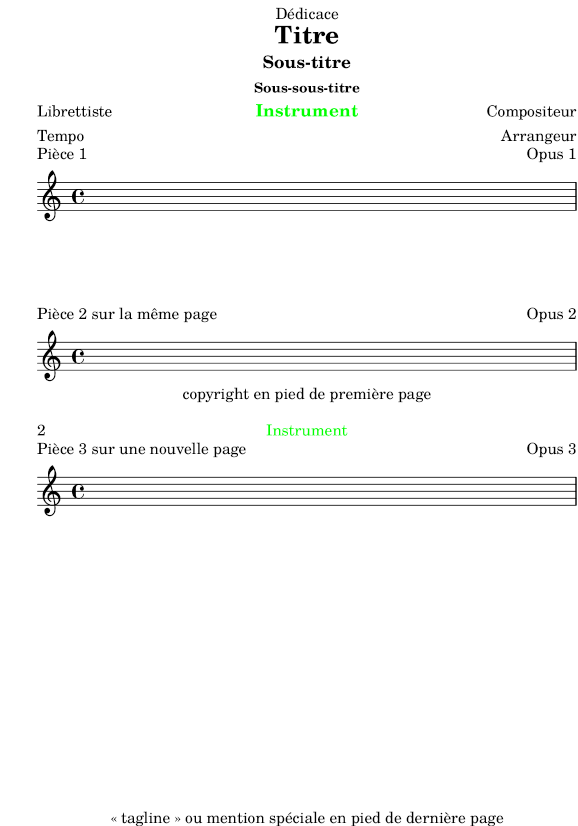 Dédicace
Titre
Sous-titre
Sous-sous-titre
Librettiste Instrument Compositeur
Tempo Arrangeur
Pièce 1 Opus 1
Pièce 2 sur la même page Opus 2
copyright en pied de première page
2 Instrument
Pièce 3 sur une nouvelle page Opus 3
« tagline » ou mention spéciale en pied de dernière page